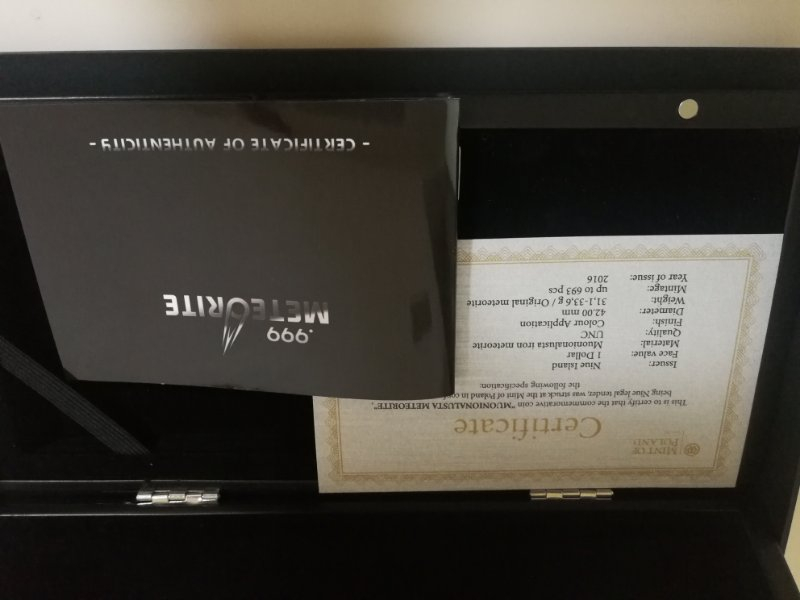 .999
METEORITE
- CERTIFICATE OF AUTHENTICITY -
MINT OF
POLAND
Certificate
This is to certify that the commemorative coin "MUONIONALUSTA METEORITE",
being Niue legal tender, was struck at the Mint of Poland in
the following specification:
Issuer: Niue Island
Face value: 1 Dollar
Material: Muonionalusta iron meteorite
Quality: UNC
Finish: Colour Application
Diameter: 42.00 mm
Weight: 31,1-33,6 g / Original meteorite
Mintage: up to 693 pcs
Year of issue: 2016